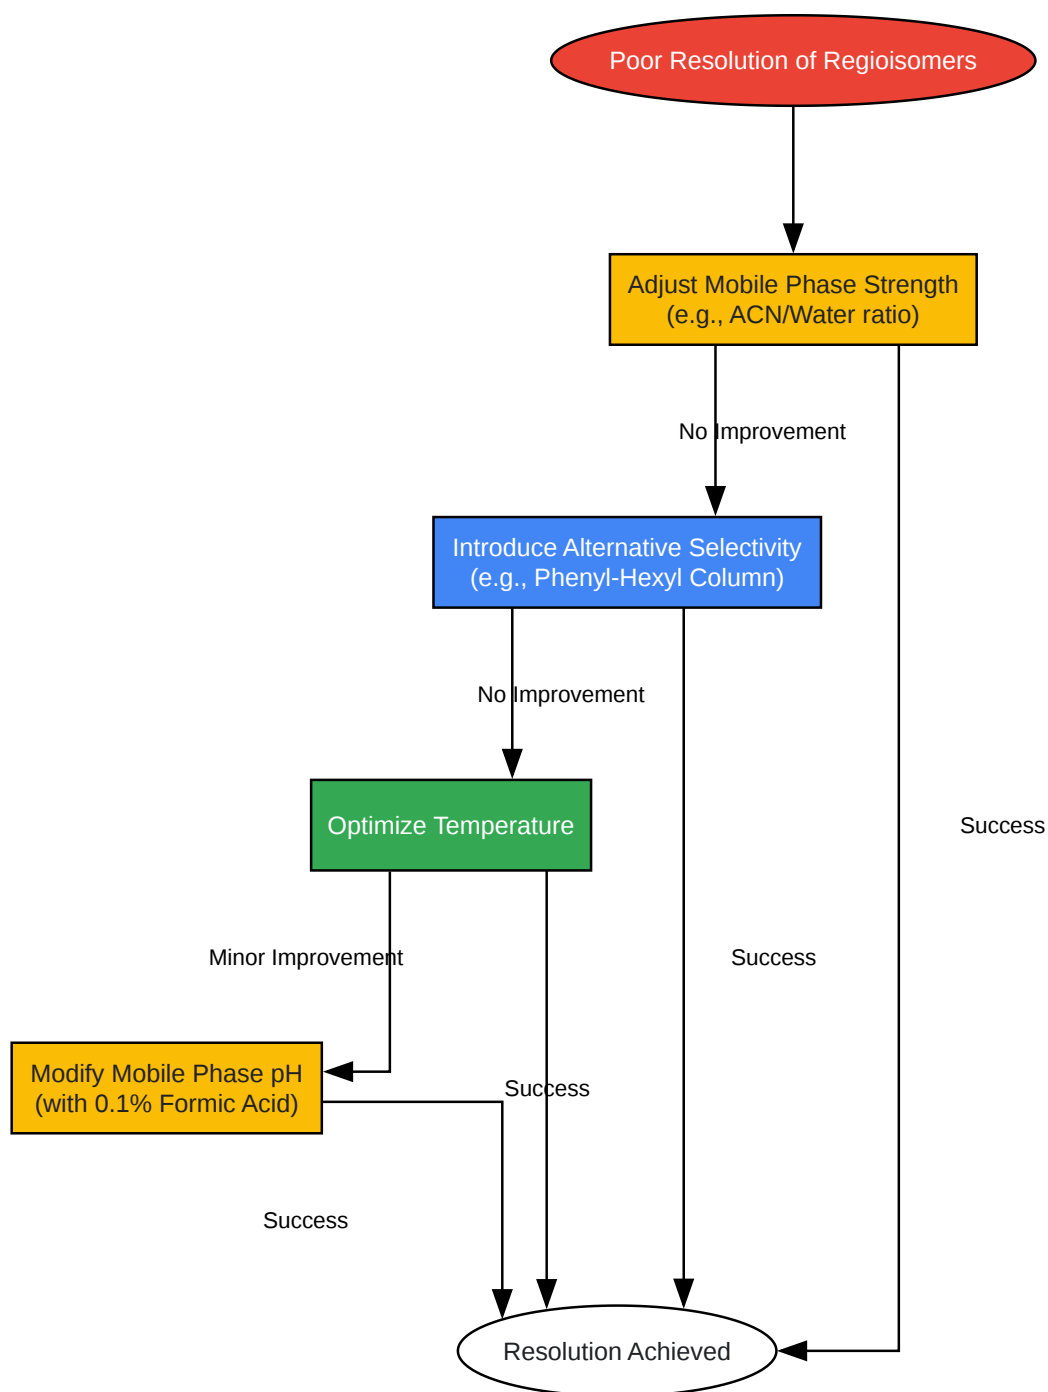 Poor Resolution of Regioisomers
Adjust Mobile Phase Strength
(e.g., ACN/Water ratio)
No Improvement
Introduce Alternative Selectivity
(e.g., Phenyl-Hexyl Column)
No Improvement
Optimize Temperature
Success
Minor Improvement
Success
Modify Mobile Phase pH
(with 0.1% Formic Acid)
Success
Success
Resolution Achieved